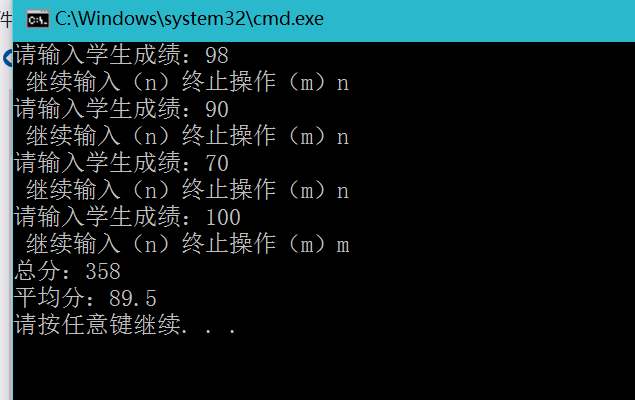 件
C:\Windows\system32\cmd.exe
请输入学生成绩：98
继续输入（n）终止操作（m）n
请输入学生成绩：90
继续输入（n）终止操作（m）n
请输入学生成绩：70
继续输入（n）终止操作（m）n
请输入学生成绩：100
继续输入（n）终止操作（m）m
总分：358
平均分：89.5
请按任意键继续. . .